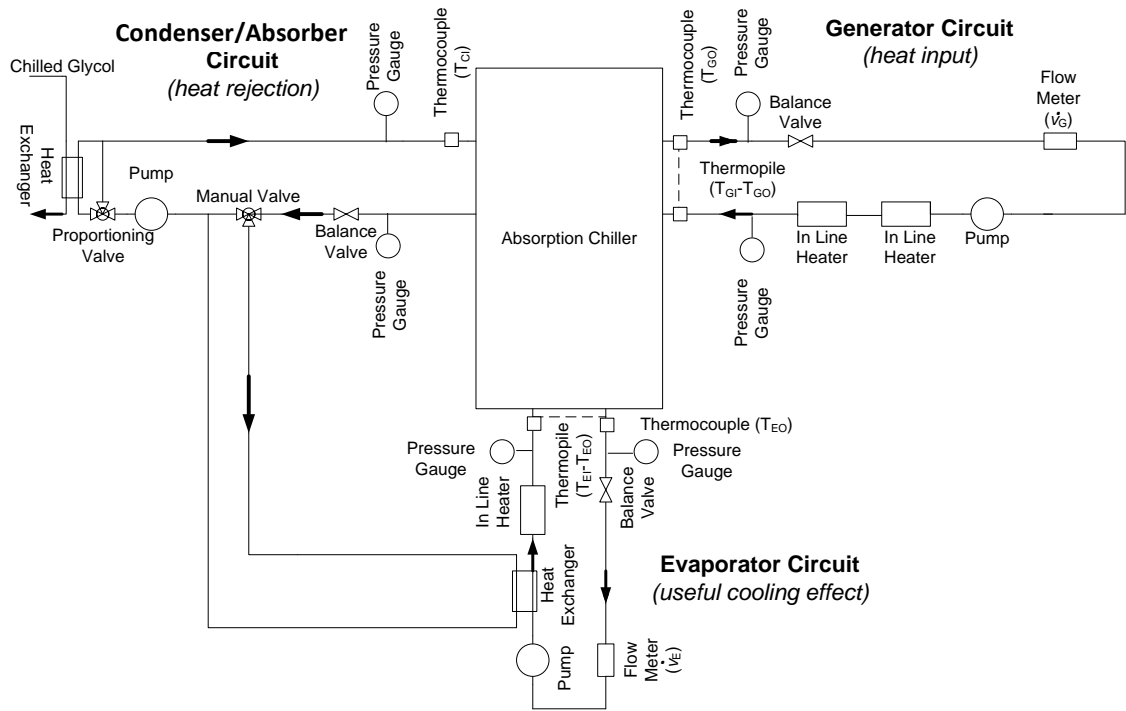 Condenser/Absorber
Circuit
(heat rejection)
Chilled Glycol
Heat
Exchanger
Pump
Proportioning
Valve
Manual Valve
Balance
Valve
Pressure
Gauge
Pressure
Gauge
Thermocouple
(TCI)
Absorption Chiller
Generator Circuit
(heat input)
Thermocouple
(TGO)
Pressure
Gauge
Balance
Valve
Flow
Meter
(v̇G)
Thermopile
(TGI-TGO)
In Line
Heater
In Line
Heater
Pump
Pressure
Gauge
Thermocouple (TEO)
Pressure
Gauge
Pressure
Gauge
Thermopile
(TEI-TEO)
In Line
Heater
Balance
Valve
Heat
Exchanger
Evaporator Circuit
(useful cooling effect)
Pump
Flow
Meter
(v̇E)